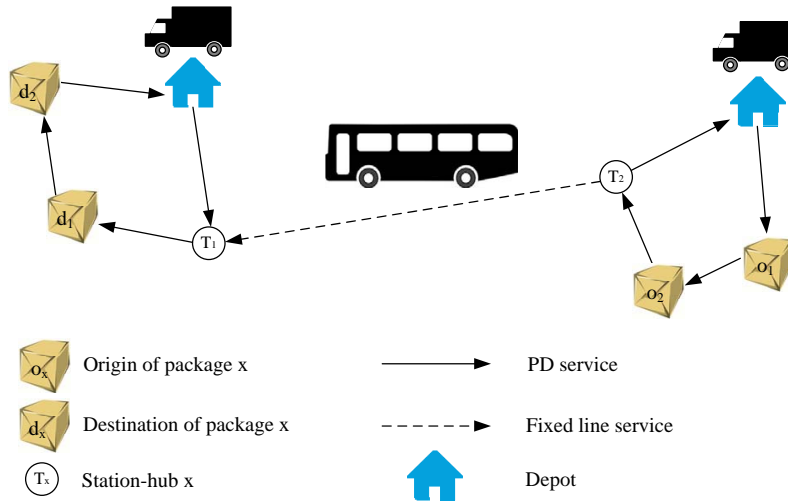 d₂
d₁
T₁
T₂
o₁
o₂
oₓ Origin of package x
PD service
dₓ Destination of package x
Fixed line service
Tₓ Station-hub x
Depot